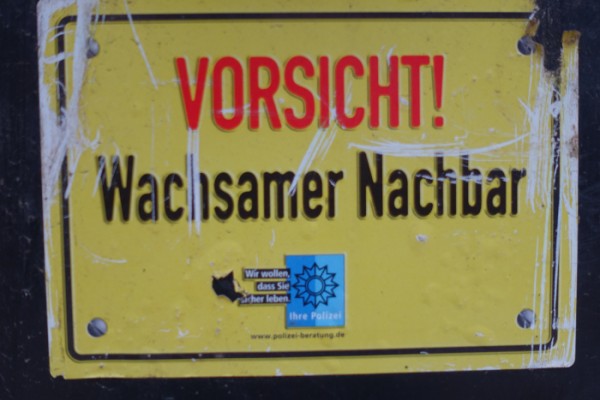 VORSICHT!
Wachsamer Nachbar
Wir wollen,
dass Sie
sicher leben.
Ihre Polizei
www.polizei-beratung.de